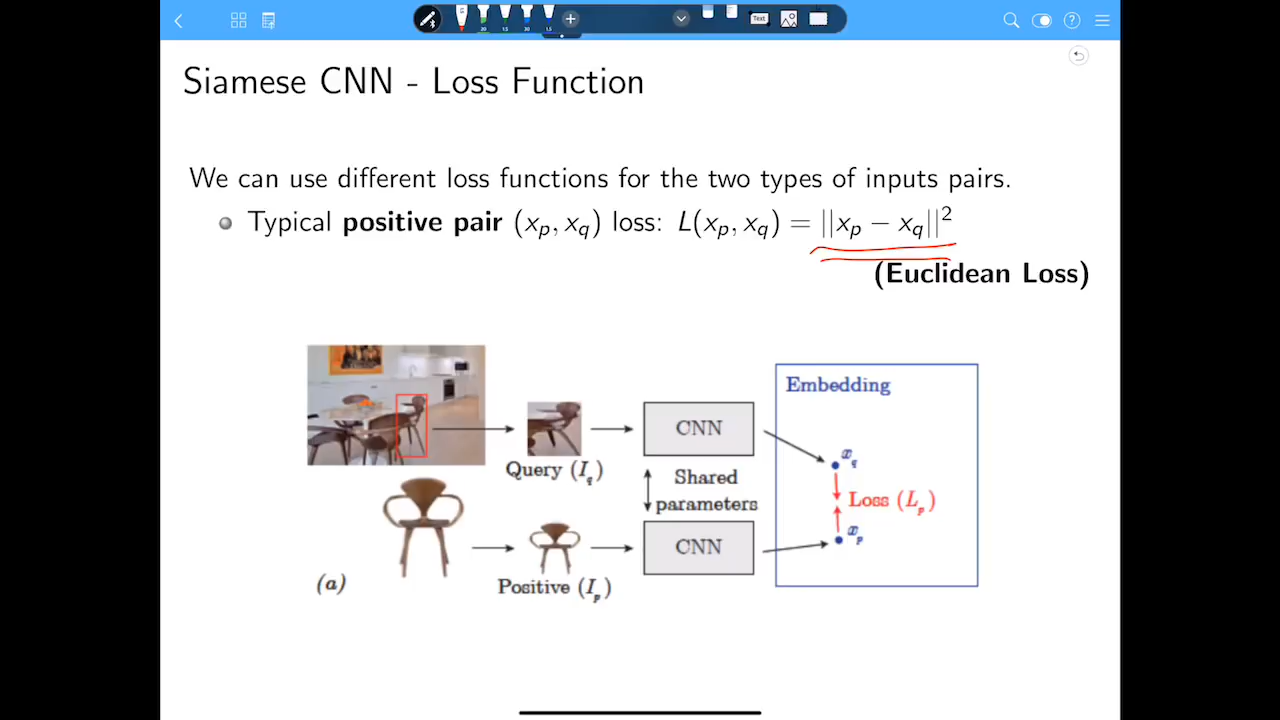 Text
Siamese CNN - Loss Function
We can use different loss functions for the two types of inputs pairs.
Typical positive pair (x_p, x_q) loss: L(x_p, x_q) = ||x_p − x_q||^2
(Euclidean Loss)
Embedding
CNN
x_q
Query (I_q)
Shared
parameters
Loss (L_p)
x_p
CNN
(a)
Positive (I_p)